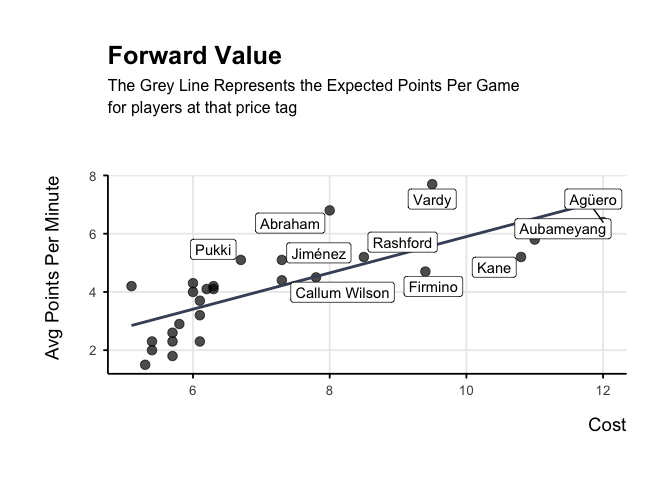 Forward Value
The Grey Line Represents the Expected Points Per Game
for players at that price tag
Avg Points Per Minute
8
6
4
2
Vardy
Agüero
Abraham
Aubameyang
Rashford
Pukki
Jiménez
Kane
Firmino
Callum Wilson
6
8
10
12
Cost